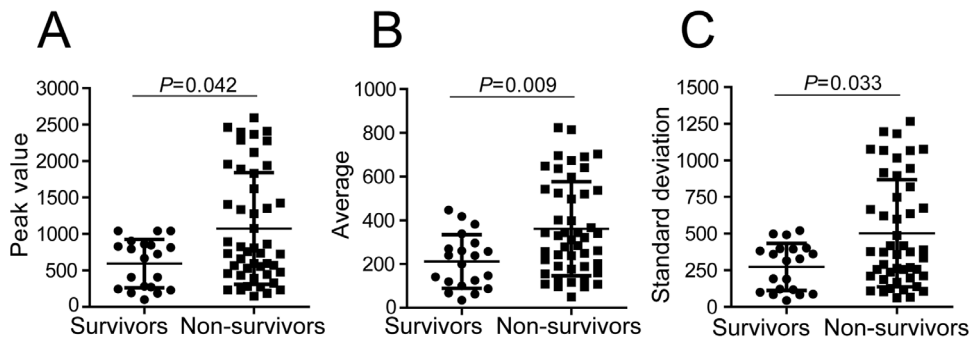 A
P=0.042
Peak value
3000
2500
2000
1500
1000
500
0
Survivors Non-survivors
B
P=0.009
Average
1000
800
600
400
200
0
Survivors Non-survivors
C
P=0.033
Standard deviation
1500
1250
1000
750
500
250
0
Survivors Non-survivors